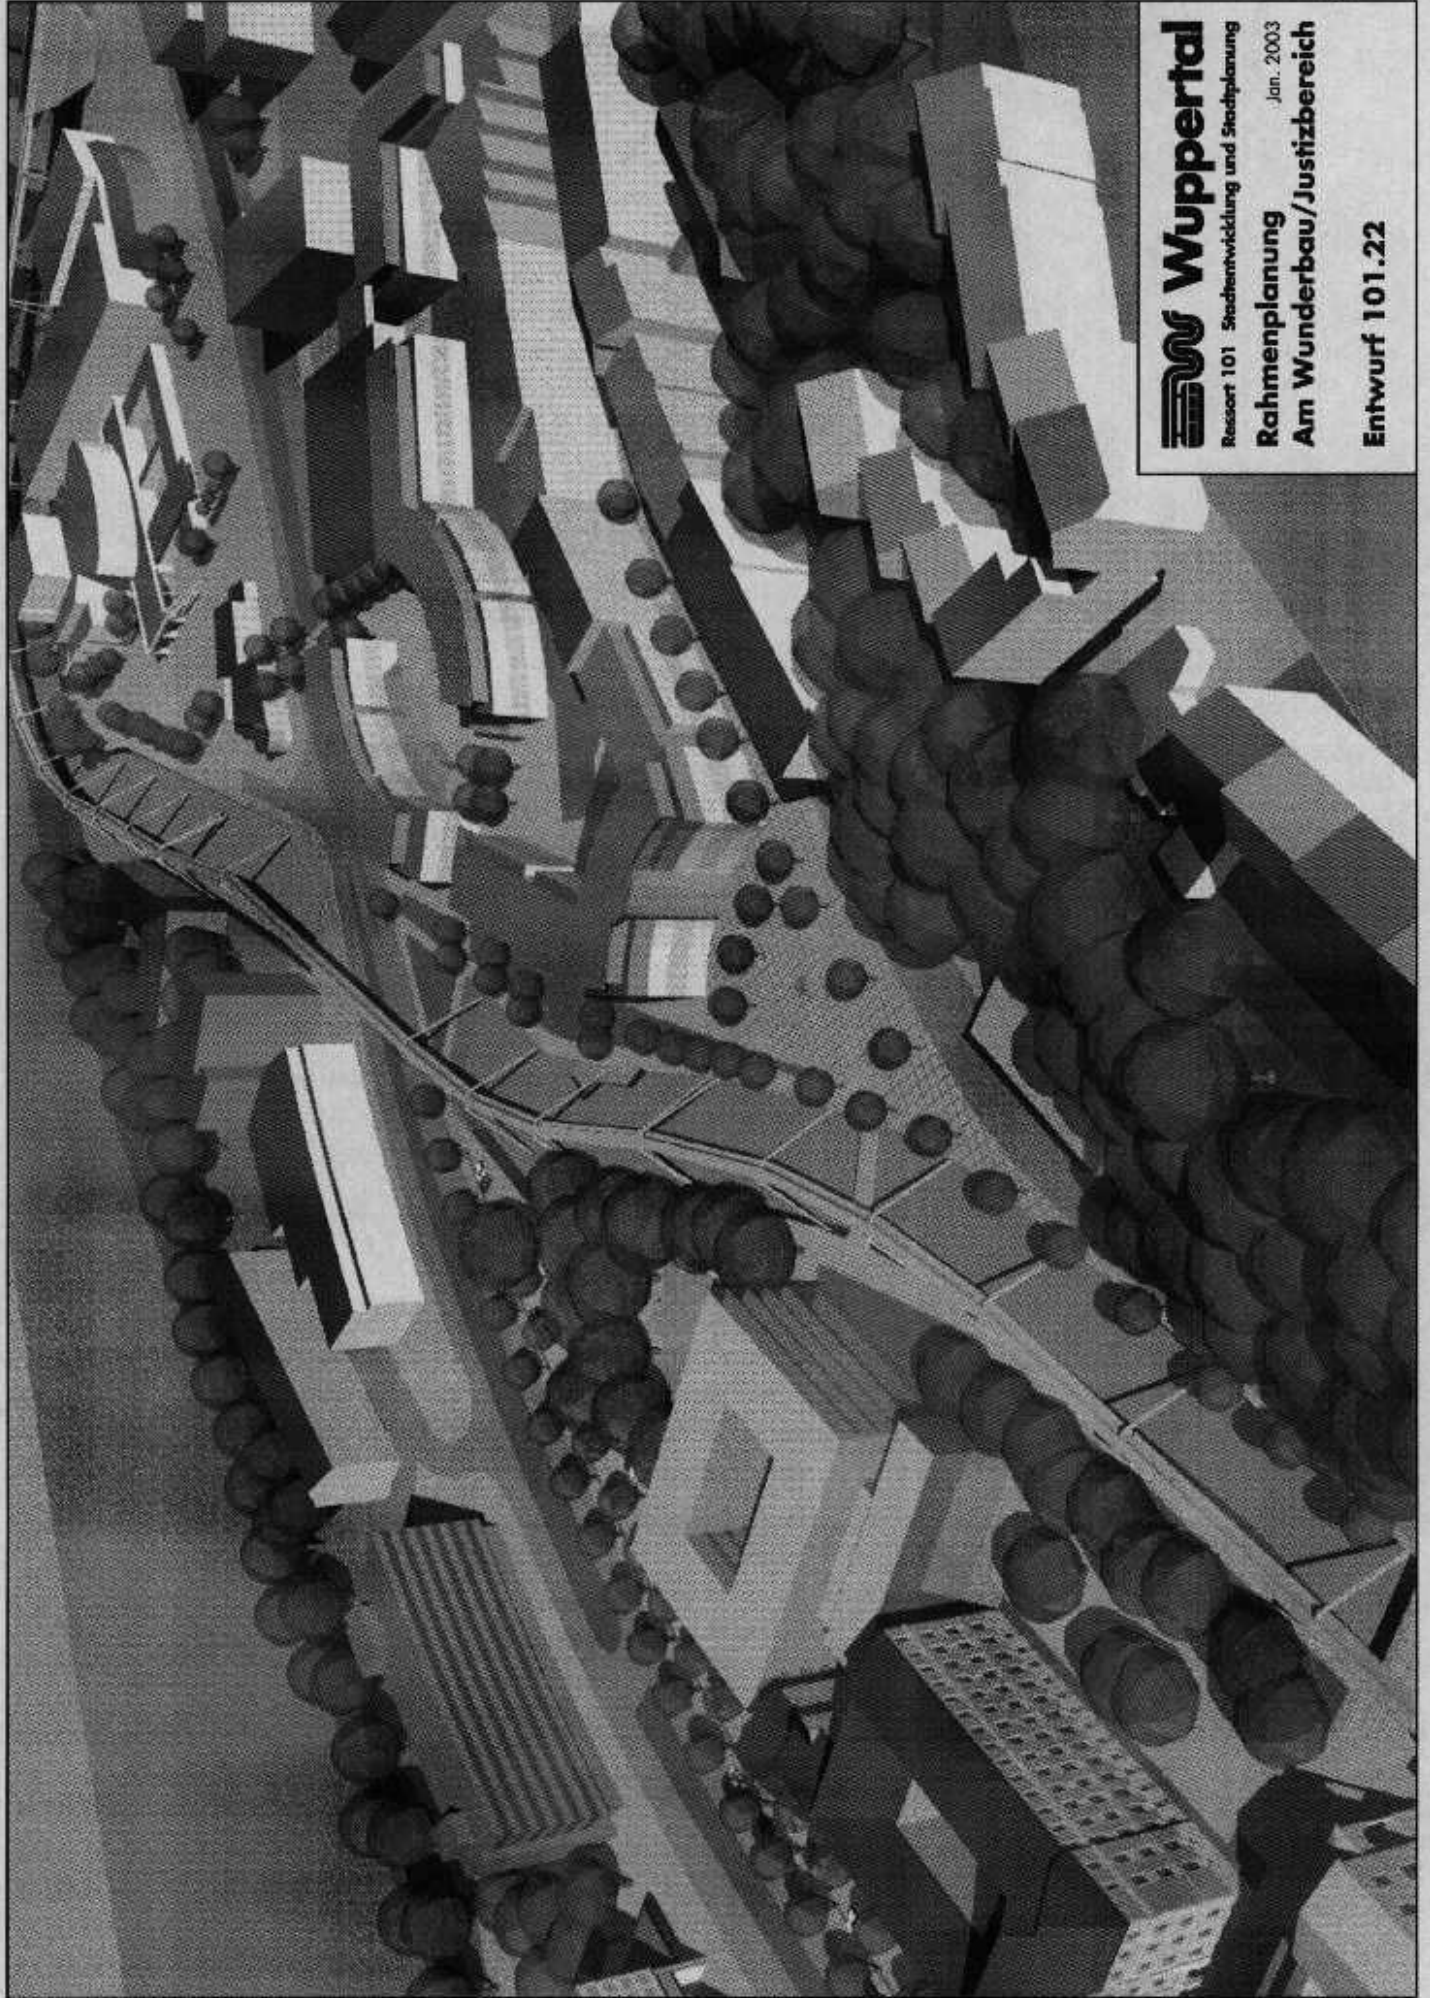 Wuppertal
Ressort 101 Stadtentwicklung und Stadtplanung
Rahmenplanung Jan. 2003
Am Wunderbau/Justizbereich
Entwurf 101.22